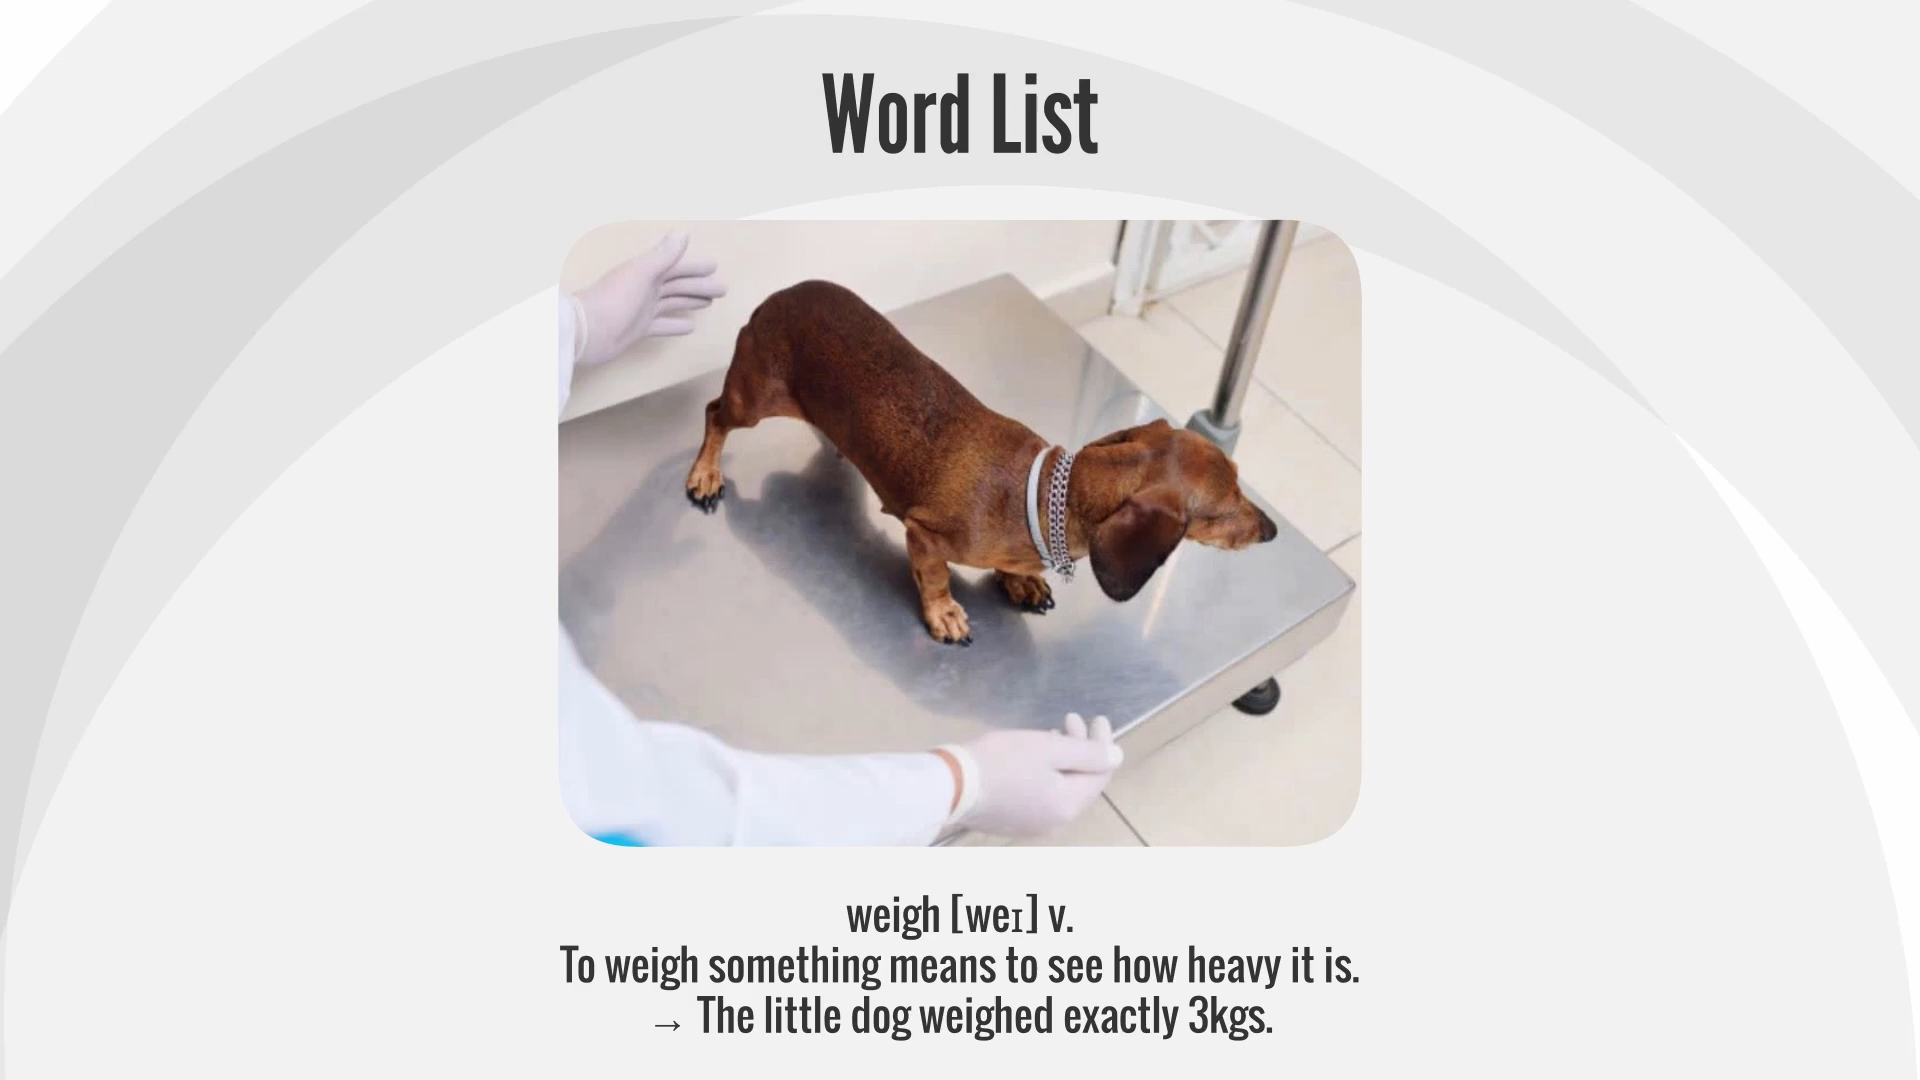 Word List
weigh [weɪ] v.
To weigh something means to see how heavy it is.
→ The little dog weighed exactly 3kgs.